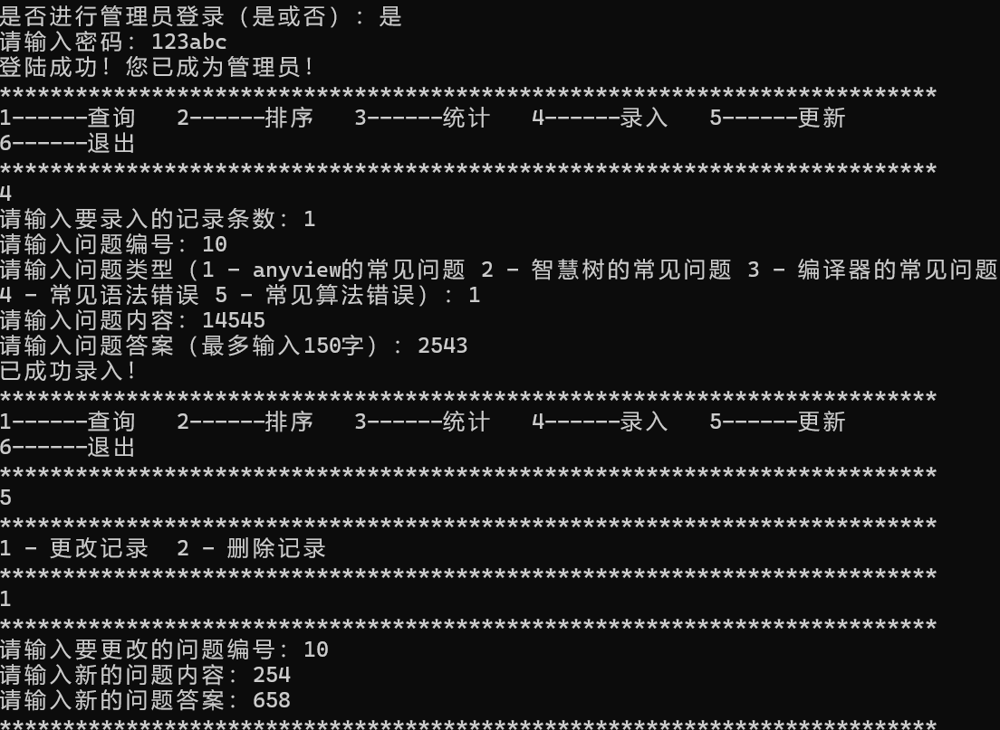 是否进行管理员登录（是或否）：是
请输入密码：123abc
登陆成功！您已成为管理员！
**************************************************************************
1------查询   2------排序   3------统计   4------录入   5------更新
6------退出
**************************************************************************
4
请输入要录入的记录条数：1
请输入问题编号：10
请输入问题类型（1 - anyview的常见问题 2 - 智慧树的常见问题 3 - 编译器的常见问题
4 - 常见语法错误 5 - 常见算法错误）：1
请输入问题内容：14545
请输入问题答案（最多输入150字）：2543
已成功录入！
**************************************************************************
1------查询   2------排序   3------统计   4------录入   5------更新
6------退出
**************************************************************************
5
**************************************************************************
1 - 更改记录  2 - 删除记录
**************************************************************************
1
**************************************************************************
请输入要更改的问题编号：10
请输入新的问题内容：254
请输入新的问题答案：658
**************************************************************************